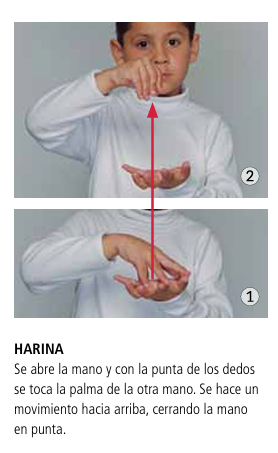 2
1
HARINA
Se abre la mano y con la punta de los dedos
se toca la palma de la otra mano. Se hace un
movimiento hacia arriba, cerrando la mano
en punta.